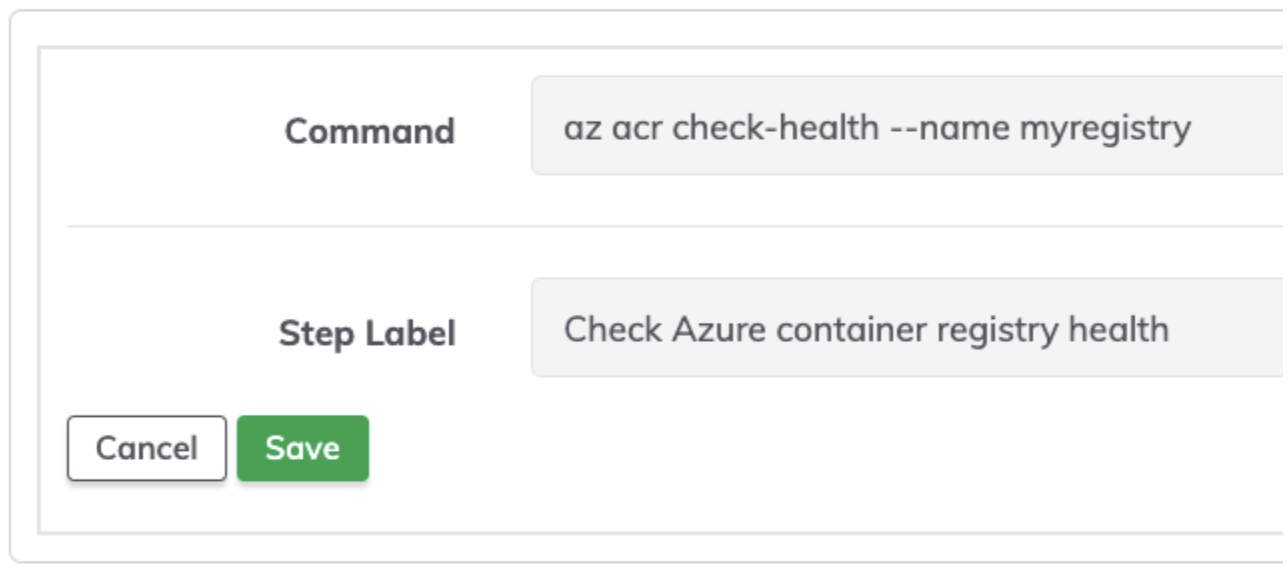 Command
az acr check-health --name myregistry
Step Label
Check Azure container registry health
Cancel
Save